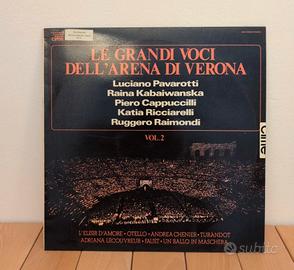 LE GRANDI VOCI
DELL'ARENA DI VERONA
Luciano Pavarotti
Raina Kabaiwanska
Piero Cappuccilli
Katia Ricciarelli
Ruggero Raimondi
VOL. 2
Cime
L'ELISIR D'AMORE • OTELLO • ANDREA CHENIER • TURANDOT
ADRIANA LECOUVREUR • FAUST • UN BALLO IN MASCHERA
subito